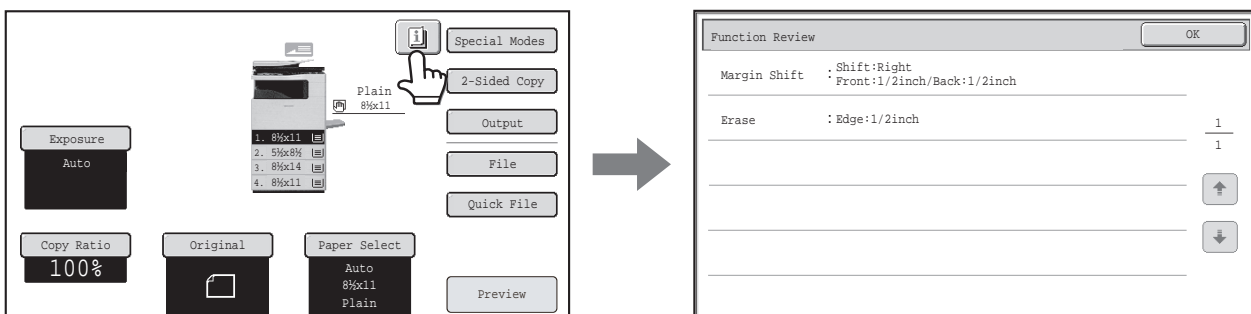 Special Modes
2-Sided Copy
Plain
8½x11
Output
Exposure
Auto
1. 8½x11
2. 5½x8½
3. 8½x14
4. 8½x11
File
Quick File
Copy Ratio
100%
Original
Paper Select
Auto
8½x11
Plain
Preview
Function Review
OK
Margin Shift : Shift:Right
Front:1/2inch/Back:1/2inch
Erase : Edge:1/2inch
1
1